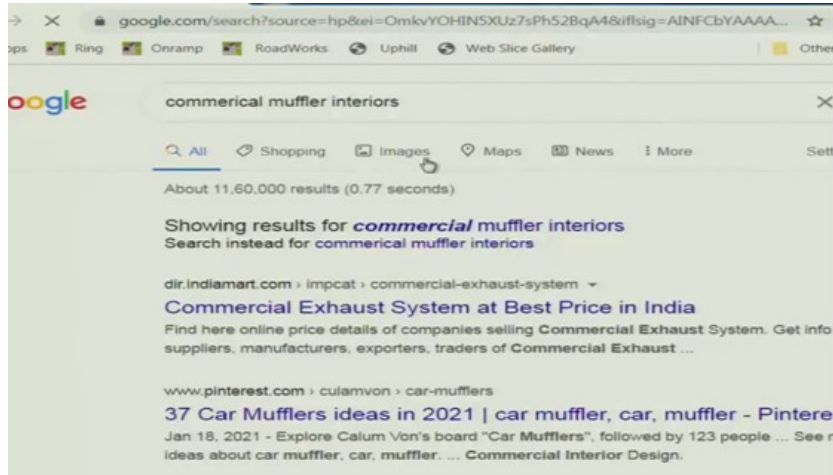 google.com/search?source=hp&ei=OmkvYOHIN5XUz7sPh52BqA4&iflsig=AINFCbYAAAA...
Ring Onramp RoadWorks Uphill Web Slice Gallery
commerical muffler interiors
All Shopping Images Maps News More
About 11,60,000 results (0.77 seconds)
Showing results for commercial muffler interiors
Search instead for commerical muffler interiors
dir.indiamart.com › impcat › commercial-exhaust-system
Commercial Exhaust System at Best Price in India
Find here online price details of companies selling Commercial Exhaust System. Get info
suppliers, manufacturers, exporters, traders of Commercial Exhaust ...
www.pinterest.com › culamvon › car-mufflers
37 Car Mufflers ideas in 2021 | car muffler, car, muffler - Pintere
Jan 18, 2021 - Explore Calum Von's board "Car Mufflers", followed by 123 people ... See
ideas about car muffler, car, muffler. ... Commercial Interior Design.